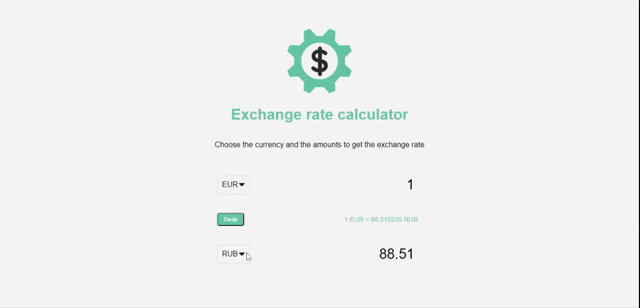 $
Exchange rate calculator
Choose the currency and the amounts to get the exchange rate
EUR 1
Swap 1 EUR = 88.510235 RUB
RUB 88.51